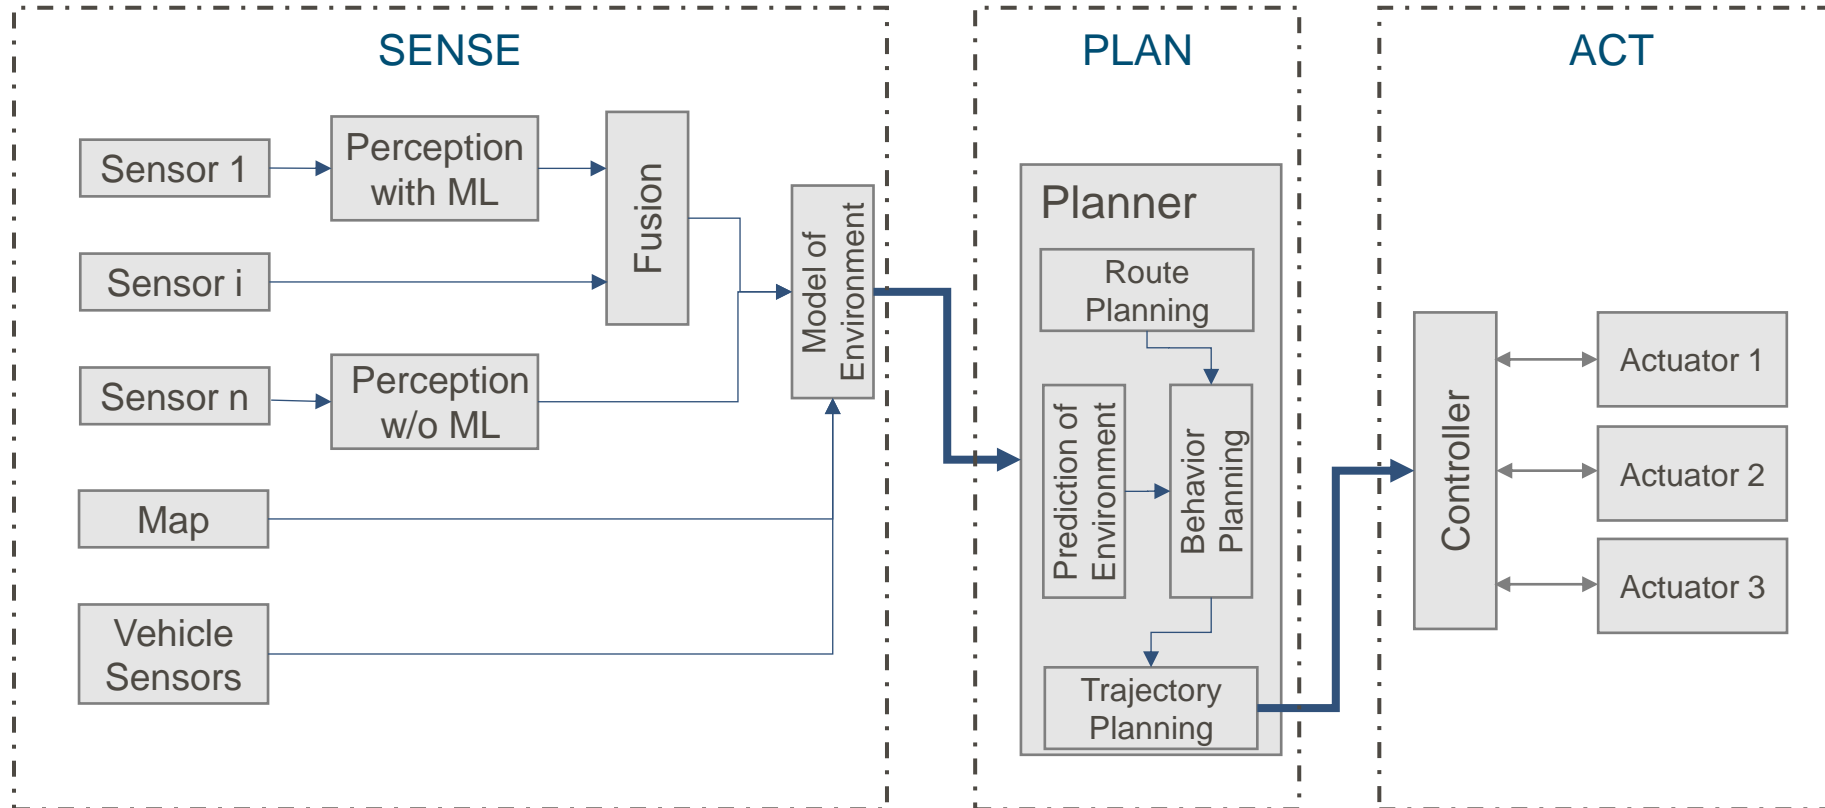 SENSE
Sensor 1
Perception
with ML
Fusion
Sensor i
Sensor n
Perception
w/o ML
Model of
Environment
Map
Vehicle
Sensors
PLAN
Planner
Route
Planning
Prediction of
Environment
Behavior
Planning
Trajectory
Planning
ACT
Controller
Actuator 1
Actuator 2
Actuator 3